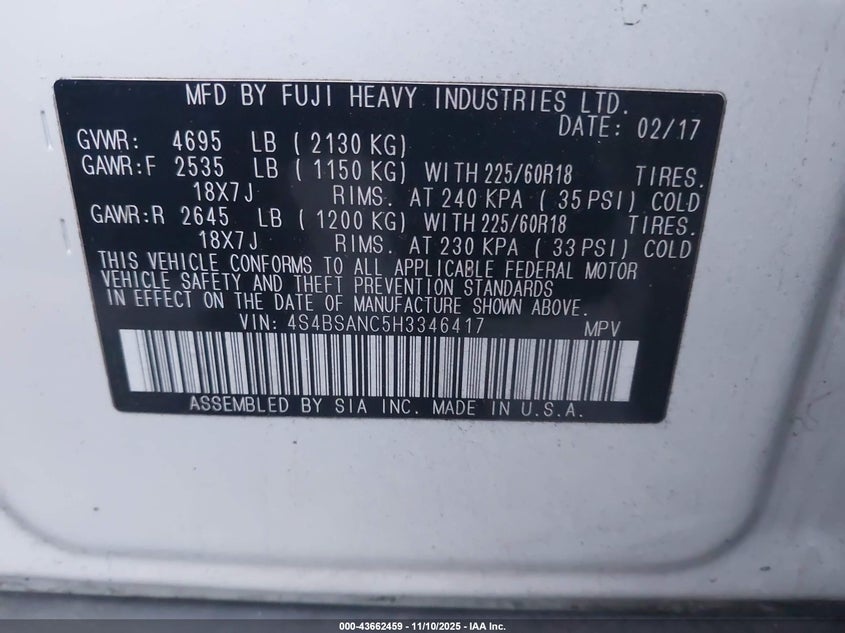 MFD BY FUJI HEAVY INDUSTRIES LTD.
DATE: 02/17
GVWR: 4695 LB ( 2130 KG)
GAWR:F 2535 LB ( 1150 KG) WITH 225/60R18 TIRES.
18X7J RIMS. AT 240 KPA ( 35 PSI) COLD
GAWR:R 2645 LB ( 1200 KG) WITH 225/60R18 TIRES.
18X7J RIMS. AT 230 KPA ( 33 PSI) COLD
THIS VEHICLE CONFORMS TO ALL APPLICABLE FEDERAL MOTOR
VEHICLE SAFETY AND THEFT PREVENTION STANDARDS
IN EFFECT ON THE DATE OF MANUFACTURE SHOWN ABOVE.
VIN: 4S4BSANC5H3346417 MPV
ASSEMBLED BY SIA INC. MADE IN U.S.A.
000-43662459 - 11/10/2025 - IAA Inc.